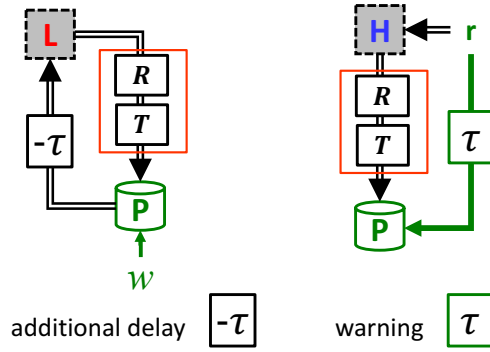 L
R
T
-τ
P
w
H
r
R
T
τ
P
additional delay -τ
warning τ